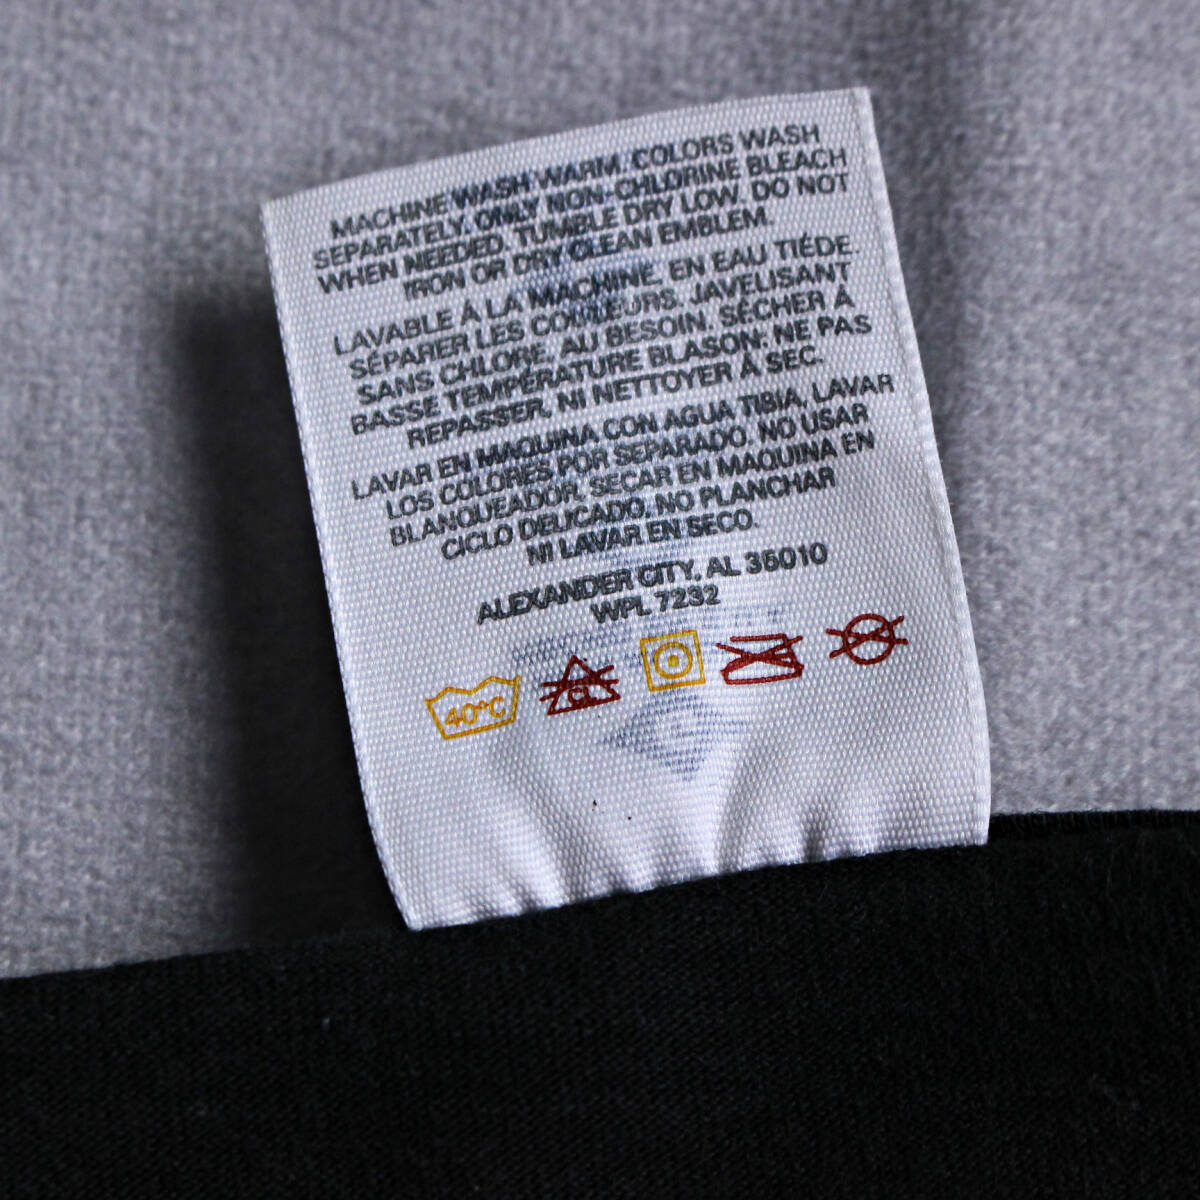 MACHINE WASH WARM. COLORS WASH
SEPARATELY. ONLY NON-CHLORINE BLEACH
WHEN NEEDED. TUMBLE DRY LOW. DO NOT
IRON OR DRY CLEAN EMBLEM.
LAVABLE À LA MACHINE, EN EAU TIÉDE.
SÉPARER LES COULEURS. JAVELISANT
SANS CHLORE, AU BESOIN. SÉCHER À
BASSE TEMPÉRATURE BLASON: NE PAS
REPASSER, NI NETTOYER À SEC.
LAVAR EN MAQUINA CON AGUA TIBIA, LAVAR
LOS COLORES POR SEPARADO. NO USAR
BLANQUEADOR, SECAR EN MAQUINA EN
CICLO DELICADO, NO PLANCHAR
NI LAVAR EN SECO.
ALEXANDER CITY, AL 35010
WPL 7232
40°C CL